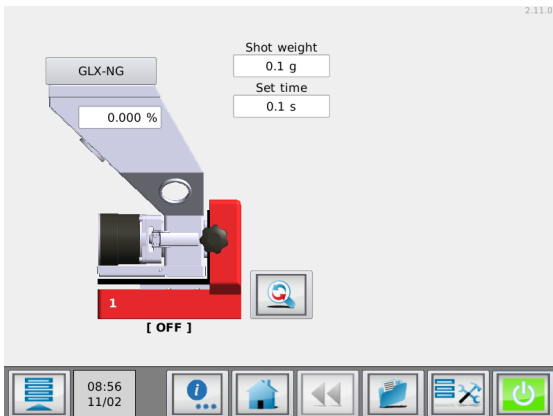 2.11.0
Shot weight
GLX-NG
0.1 g
Set time
0.000 %
0.1 s
1
[ OFF ]
08:56
11/02
i